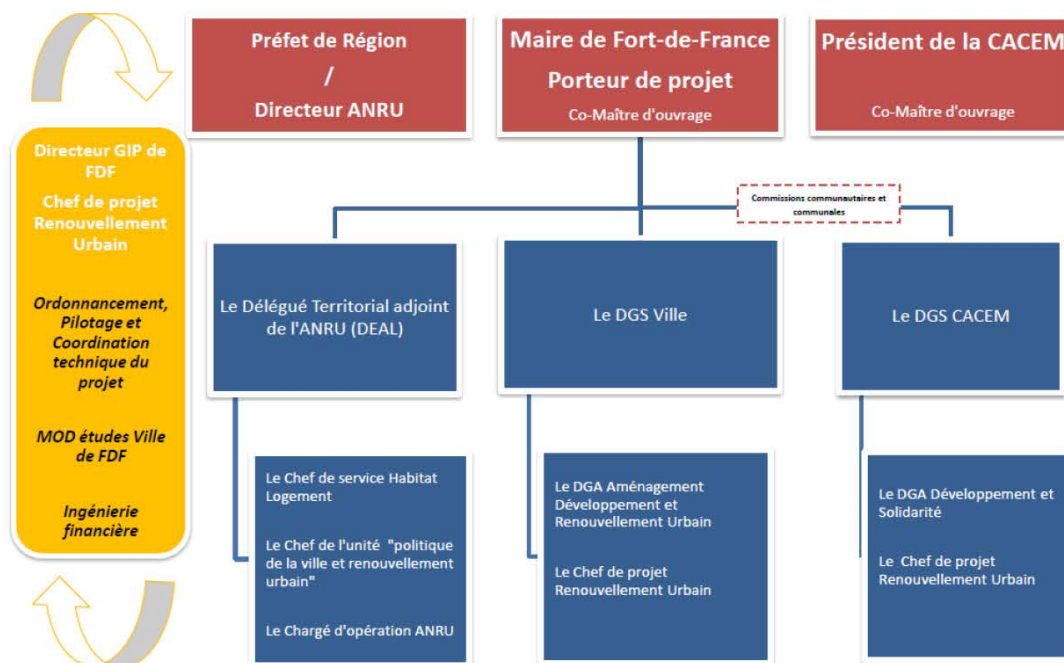 Préfet de Région
/
Directeur ANRU
Maire de Fort-de-France
Porteur de projet
Co-Maître d'ouvrage
Président de la CACEM
Co-Maître d'ouvrage
Directeur GIP de
FDF
Chef de projet
Renouvellement
Urbain
Ordonnancement,
Pilotage et
Coordination
technique du
projet
MOD études Ville
de FDF
Ingénierie
financière
Commissions communautaires et
communales
Le Délégué Territorial adjoint
de l'ANRU (DEAL)
Le DGS Ville
Le DGS CACEM
Le Chef de service Habitat
Logement
Le Chef de l'unité "politique
de la ville et renouvellement
urbain"
Le Chargé d'opération ANRU
Le DGA Aménagement
Développement et
Renouvellement Urbain
Le Chef de projet
Renouvellement Urbain
Le DGA Développement et
Solidarité
Le Chef de projet
Renouvellement Urbain